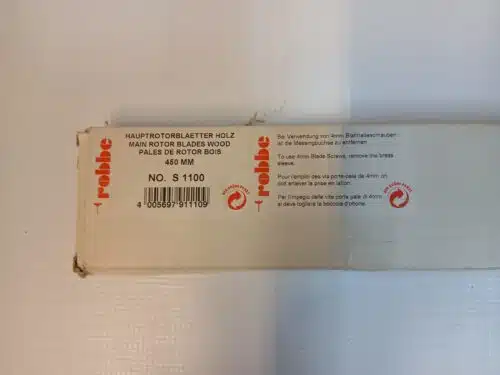 robbe
HAUPTROTORBLAETTER HOLZ
MAIN ROTOR BLADES WOOD
PALES DE ROTOR BOIS
450 MM
NO. S 1100
4 005697 911109
robbe
Bei Verwendung von 4mm Blatthalteschrauben
ist die Messingbuchse zu entfernen
To use 4mm Blade Screws, remove the brass
sleeve.
Pour l'emploi des vis porte-pale de 4mm, on
doit enlever la prise en laiton.
Per l'impiego delle vite porta pale di 4mm
si deve togliere la boccola d'ottone.